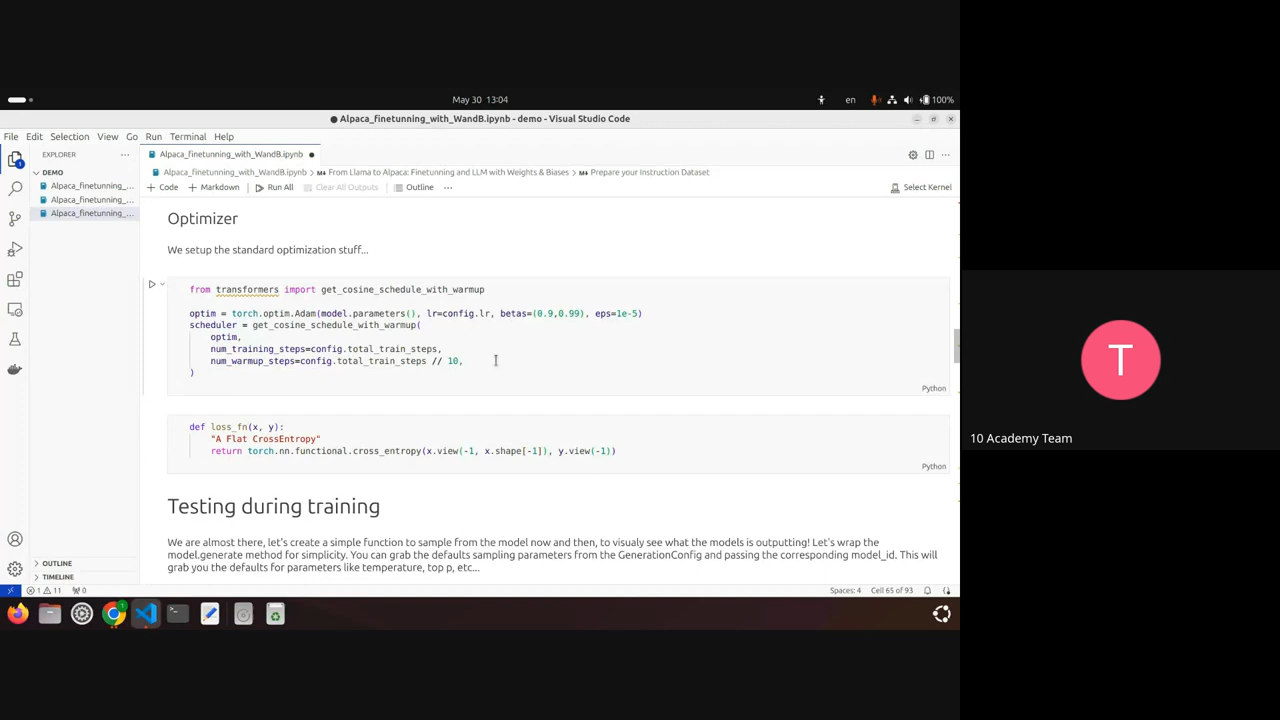 May 30 13:04
en
100%
● Alpaca_finetunning_with_WandB.ipynb - demo - Visual Studio Code
File Edit Selection View Go Run Terminal Help
EXPLORER
Alpaca_finetunning_with_WandB.ipynb
DEMO
Alpaca_finetunning_with_WandB.ipynb > From Llama to Alpaca: Finetunning and LLM with Weights & Biases > Prepare your Instruction Dataset
Alpaca_finetunning_...
Alpaca_finetunning_...
Alpaca_finetunning_...
+ Code + Markdown Run All Clear All Outputs Outline ... Select Kernel
Optimizer
We setup the standard optimization stuff...
from transformers import get_cosine_schedule_with_warmup
optim = torch.optim.Adam(model.parameters(), lr=config.lr, betas=(0.9,0.99), eps=1e-5)
scheduler = get_cosine_schedule_with_warmup(
optim,
num_training_steps=config.total_train_steps,
num_warmup_steps=config.total_train_steps // 10,
)
Python
def loss_fn(x, y):
"A Flat CrossEntropy"
return torch.nn.functional.cross_entropy(x.view(-1, x.shape[-1]), y.view(-1))
Python
Testing during training
We are almost there, let's create a simple function to sample from the model now and then, to visualy see what the models is outputting! Let's wrap the
model.generate method for simplicity. You can grab the defaults sampling parameters from the GenerationConfig and passing the corresponding model_id. This will
grab you the defaults for parameters like temperature, top p, etc...
OUTLINE
TIMELINE
1 11 0
Spaces: 4 Cell 65 of 93
T
10 Academy Team